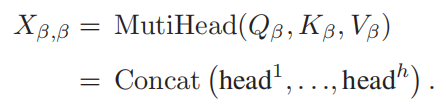 X_{β,β} = MutiHead(Q_β, K_β, V_β)
= Concat (head^1, . . . , head^h) .